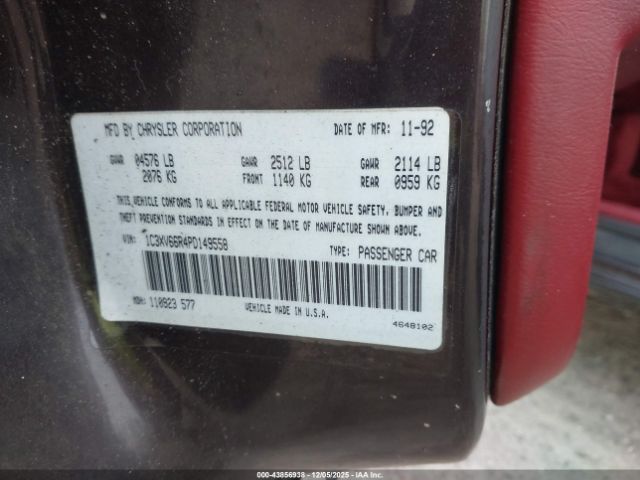 MFD BY CHRYSLER CORPORATION DATE OF MFR: 11-92
GVWR 04576 LB GAWR 2512 LB GAWR 2114 LB
2076 KG FRONT 1140 KG REAR 0959 KG
THIS VEHICLE CONFORMS TO ALL APPLICABLE FEDERAL MOTOR VEHICLE SAFETY, BUMPER AND
THEFT PREVENTION STANDARDS IN EFFECT ON THE DATE OF MANUFACTURE SHOWN ABOVE.
VIN: 1C3XV66R4PD149558 TYPE: PASSENGER CAR
MDH: 110923 577 VEHICLE MADE IN U.S.A. 4648102
000-43856938 - 12/05/2025 - IAA Inc.